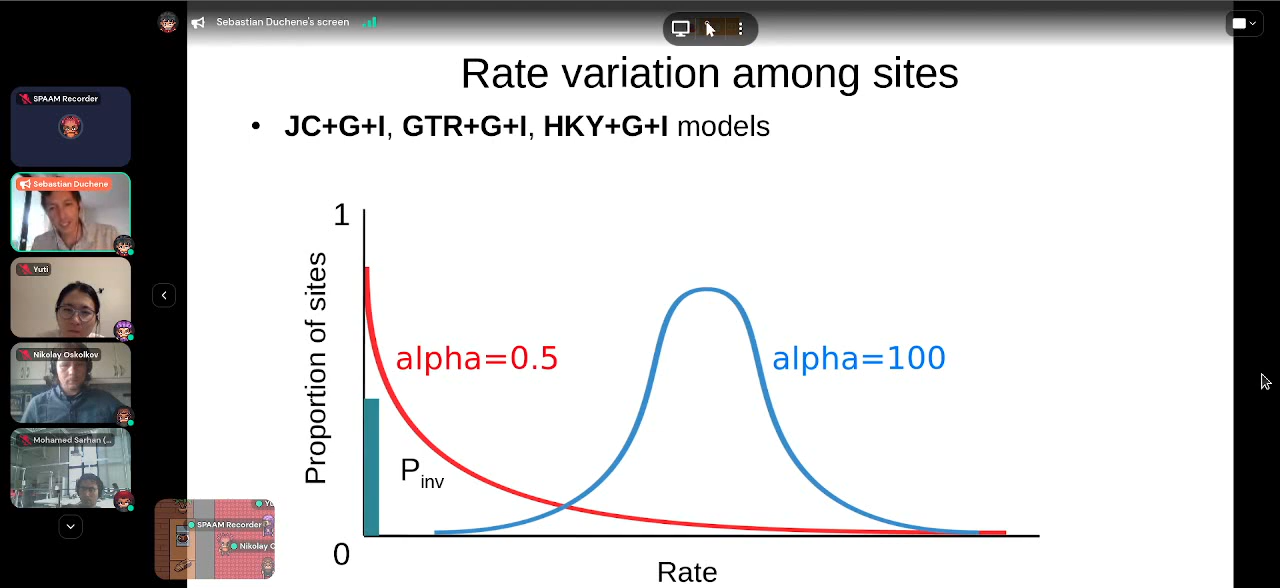 Sebastian Duchene's screen
SPAAM Recorder
Sebastian Duchene
Yuti
Nikolay Oskolkov
Mohamed Sarhan (...
SPAAM Recorder
Nikolay O
Rate variation among sites
• JC+G+I, GTR+G+I, HKY+G+I models
1
Proportion of sites
alpha=0.5
alpha=100
Pinv
0
Rate